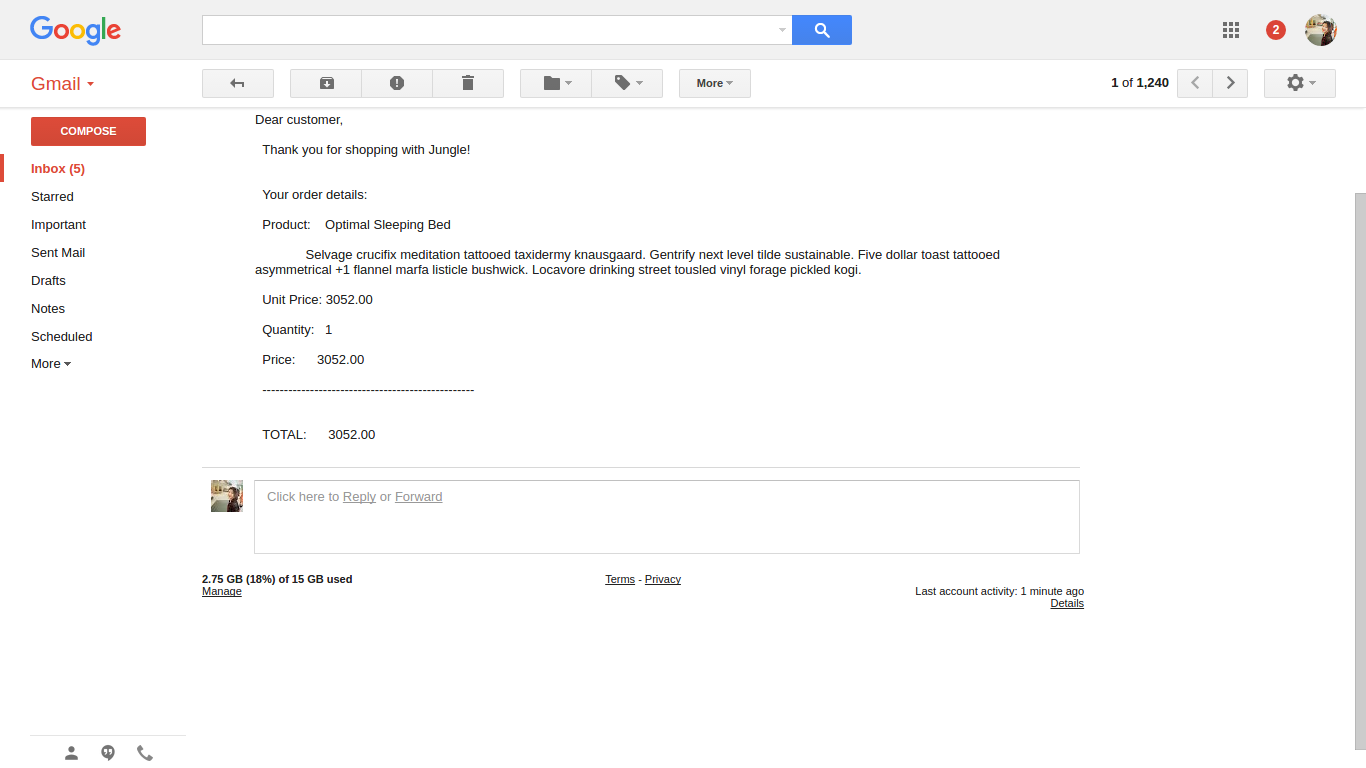 Google
2
Gmail
More
1 of 1,240
COMPOSE
Inbox (5)
Starred
Important
Sent Mail
Drafts
Notes
Scheduled
More
Dear customer,
Thank you for shopping with Jungle!
Your order details:
Product: Optimal Sleeping Bed
Selvage crucifix meditation tattooed taxidermy knausgaard. Gentrify next level tilde sustainable. Five dollar toast tattooed
asymmetrical +1 flannel marfa listicle bushwick. Locavore drinking street tousled vinyl forage pickled kogi.
Unit Price: 3052.00
Quantity: 1
Price: 3052.00
-------------------------------------------------
TOTAL: 3052.00
Click here to Reply or Forward
2.75 GB (18%) of 15 GB used
Manage
Terms - Privacy
Last account activity: 1 minute ago
Details